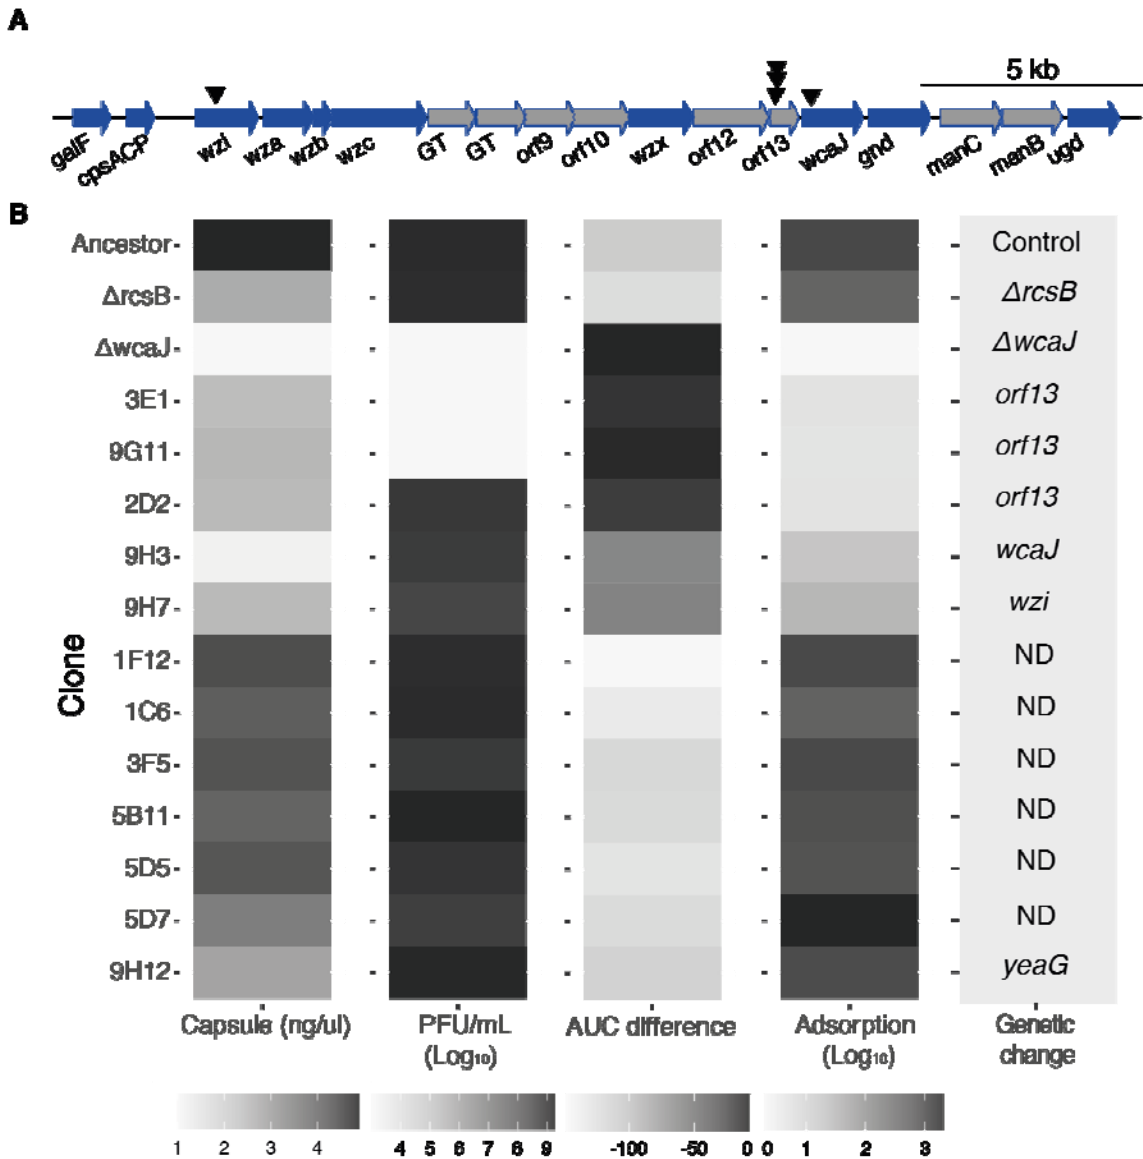 A
5 kb
galF cpsACP wzi wza wzb wzc GT GT orf9 orf10 wzx orf12 orf13 wcaJ gnd manC manB ugd
B
Ancestor Control
ΔrcsB ΔrcsB
ΔwcaJ ΔwcaJ
3E1 orf13
9G11 orf13
2D2 orf13
9H3 wcaJ
9H7 wzi
1F12 ND
1C6 ND
3F5 ND
5B11 ND
5D5 ND
5D7 ND
9H12 yeaG
Clone
Capsule (ng/ul) PFU/mL AUC difference Adsorption Genetic
(Log₁₀) (Log₁₀) change
1 2 3 4 4 5 6 7 8 9 -100 -50 0 0 1 2 3